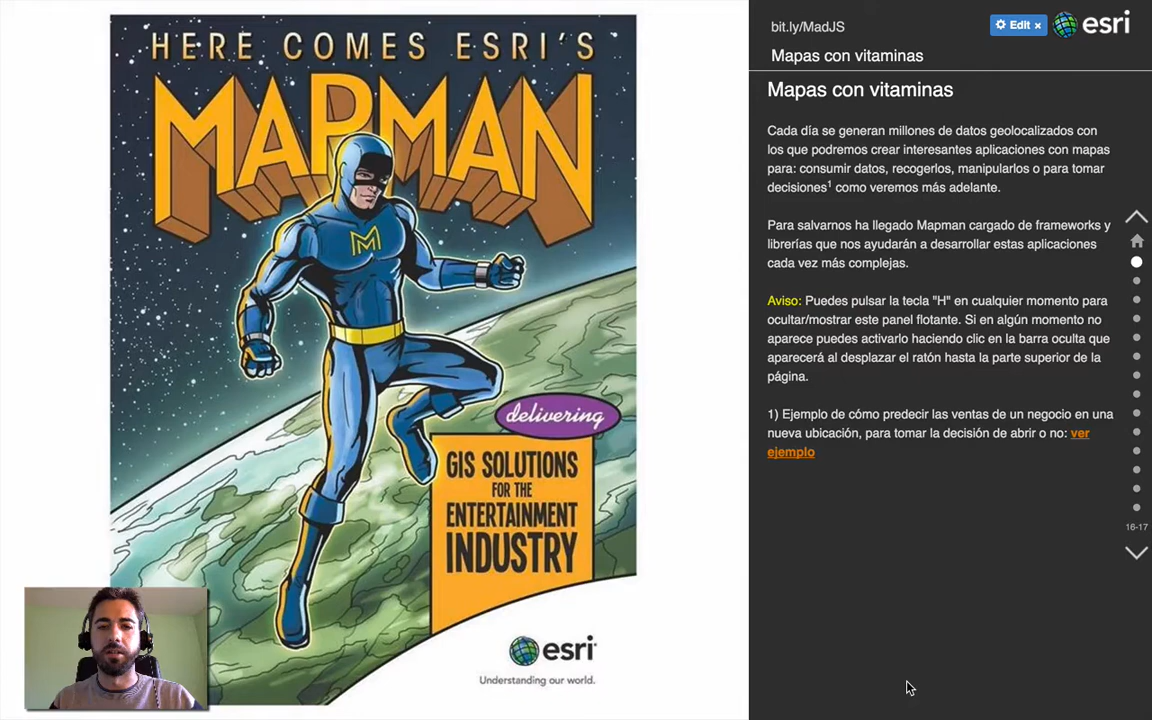 HERE COMES ESRI'S
MAPMAN
M
delivering
GIS SOLUTIONS
FOR THE
ENTERTAINMENT
INDUSTRY
esri
Understanding our world.
bit.ly/MadJS
Edit ×
esri
Mapas con vitaminas
Mapas con vitaminas
Cada día se generan millones de datos geolocalizados con
los que podremos crear interesantes aplicaciones con mapas
para: consumir datos, recogerlos, manipularlos o para tomar
decisiones¹ como veremos más adelante.
Para salvarnos ha llegado Mapman cargado de frameworks y
librerías que nos ayudarán a desarrollar estas aplicaciones
cada vez más complejas.
Aviso: Puedes pulsar la tecla "H" en cualquier momento para
ocultar/mostrar este panel flotante. Si en algún momento no
aparece puedes activarlo haciendo clic en la barra oculta que
aparecerá al desplazar el ratón hasta la parte superior de la
página.
1) Ejemplo de cómo predecir las ventas de un negocio en una
nueva ubicación, para tomar la decisión de abrir o no: ver
ejemplo
16-17